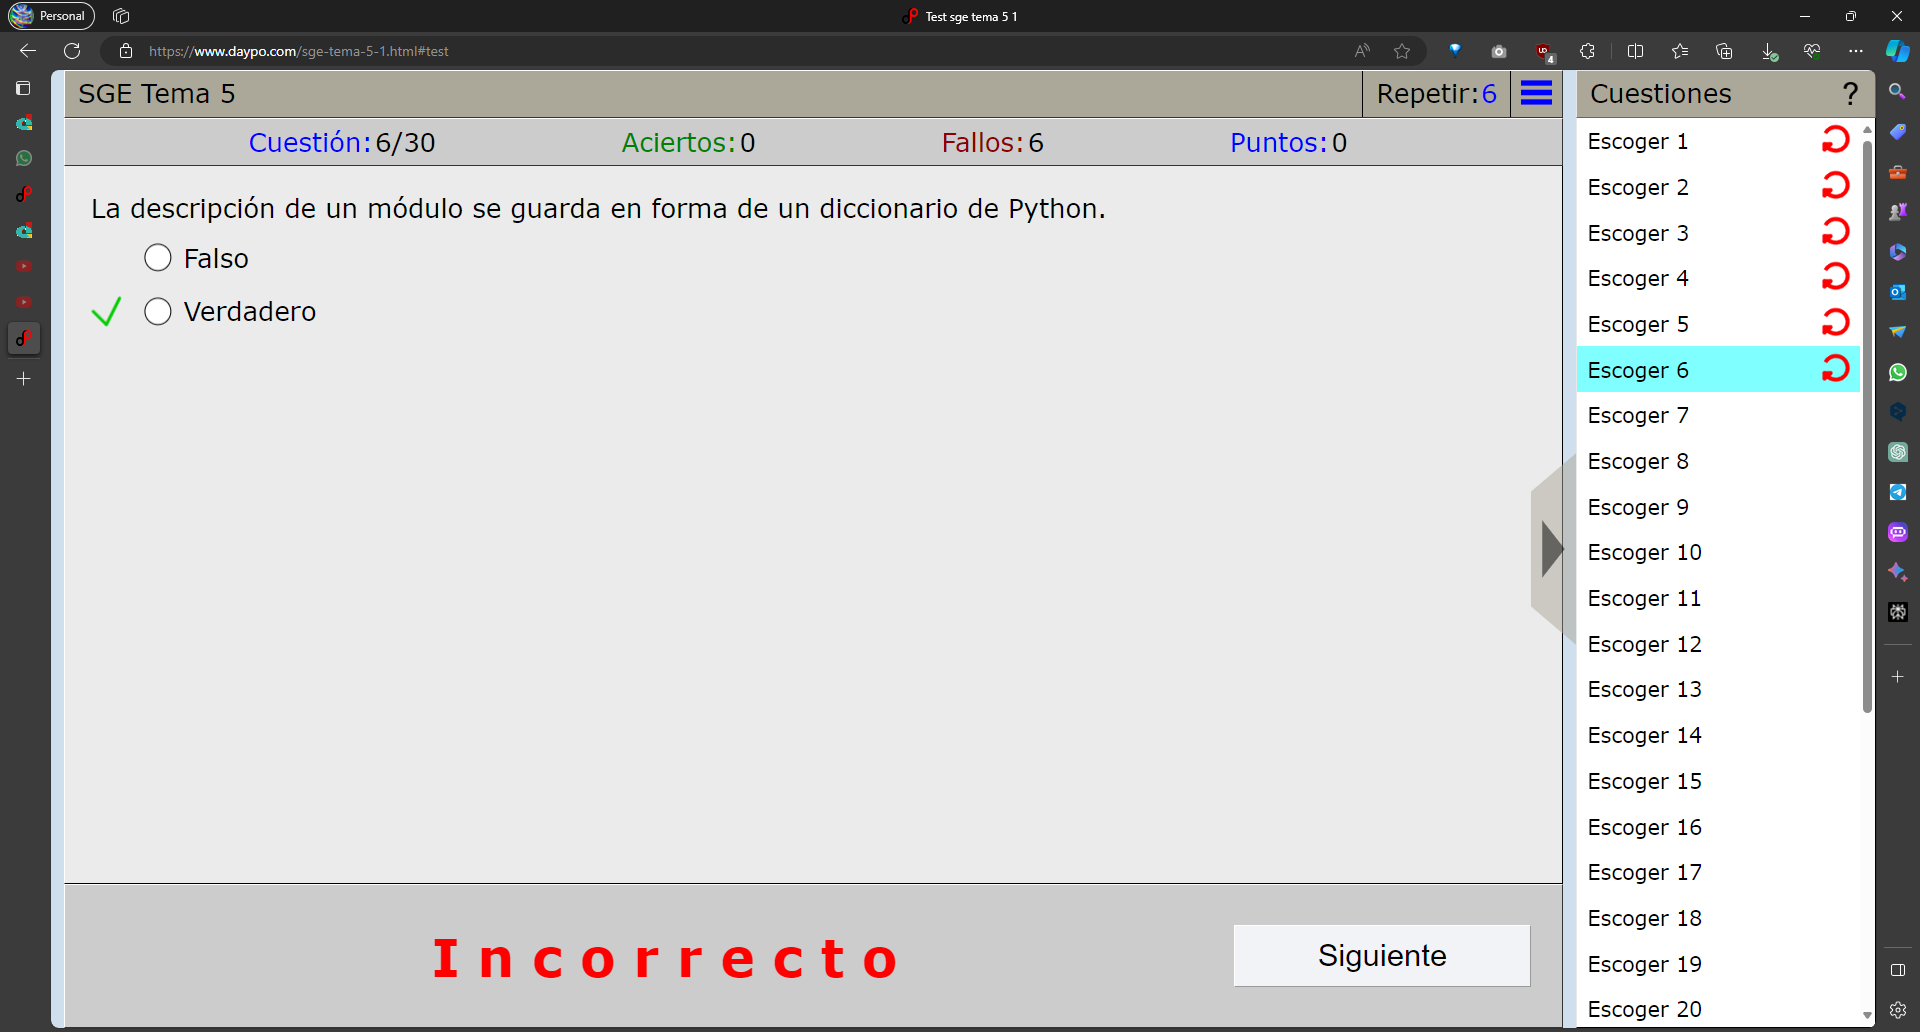 Personal
Test sge tema 5 1
https://www.daypo.com/sge-tema-5-1.html#test
4
SGE Tema 5
Repetir:6
Cuestión:6/30
Aciertos:0
Fallos:6
Puntos:0
La descripción de un módulo se guarda en forma de un diccionario de Python.
Falso
Verdadero
Incorrecto
Siguiente
Cuestiones
?
Escoger 1
Escoger 2
Escoger 3
Escoger 4
Escoger 5
Escoger 6
Escoger 7
Escoger 8
Escoger 9
Escoger 10
Escoger 11
Escoger 12
Escoger 13
Escoger 14
Escoger 15
Escoger 16
Escoger 17
Escoger 18
Escoger 19
Escoger 20